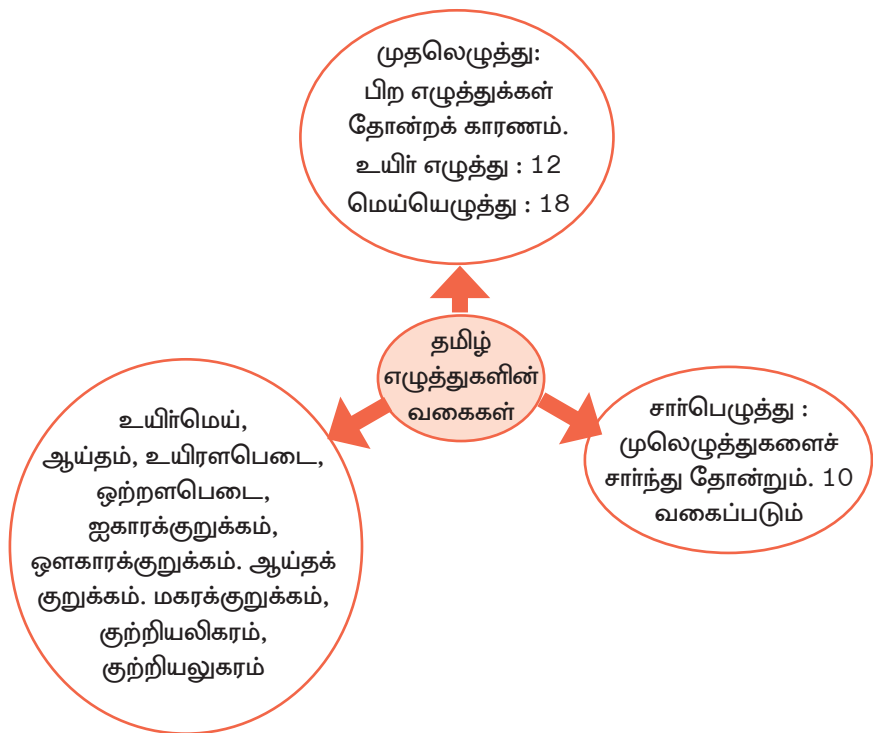 முதலெழுத்து:
பிற எழுத்துக்கள்
தோன்றக் காரணம்.
உயிர் எழுத்து : 12
மெய்யெழுத்து : 18
தமிழ்
எழுத்துகளின்
வகைகள்
சார்பெழுத்து :
முலெழுத்துகளைச்
சார்ந்து தோன்றும். 10
வகைப்படும்
உயிர்மெய்,
ஆய்தம், உயிரளபெடை,
ஒற்றளபெடை,
ஐகாரக்குறுக்கம்,
ஔகாரக்குறுக்கம். ஆய்தக்
குறுக்கம். மகரக்குறுக்கம்,
குற்றியலிகரம்,
குற்றியலுகரம்